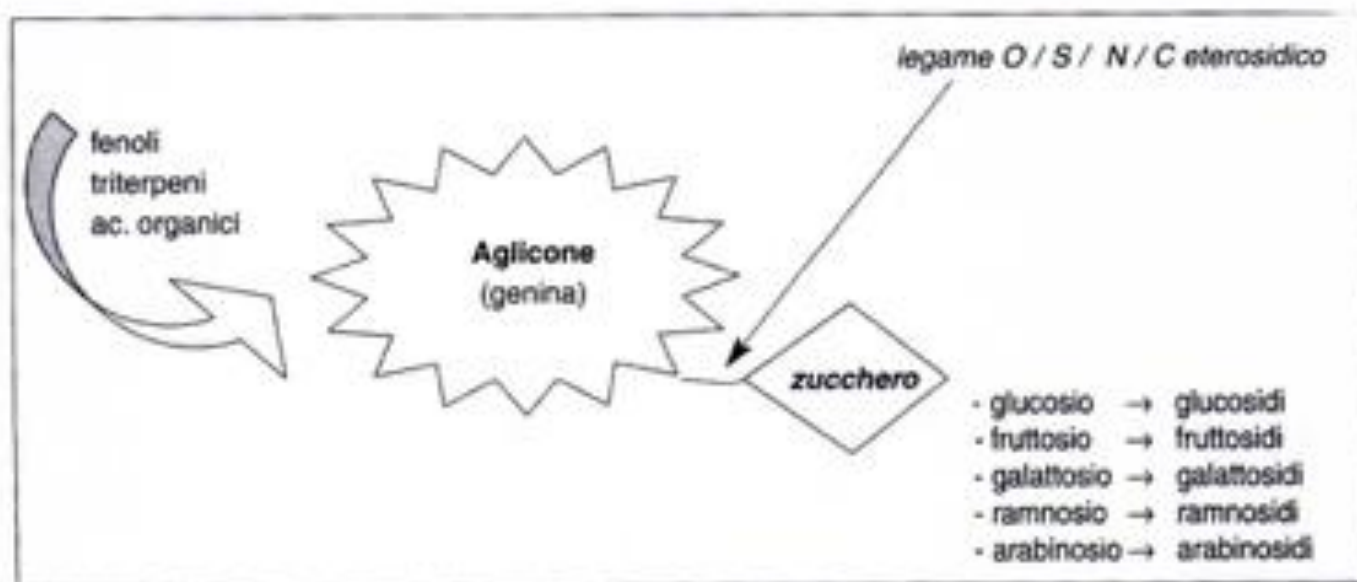 legame O / S / N / C eterosidico
fenoli
triterpeni
ac. organici
Aglicone
(genina)
zucchero
- glucosio → glucosidi
- fruttosio → fruttosidi
- galattosio → galattosidi
- ramnosio → ramnosidi
- arabinosio → arabinosidi